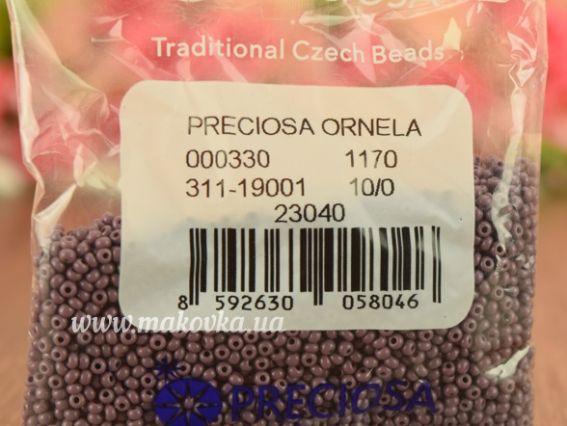 Traditional Czech Beads
PRECIOSA ORNELA
000330 1170
311-19001 10/0
23040
8 592630 058046
www.makovka.ua
PRECIOSA